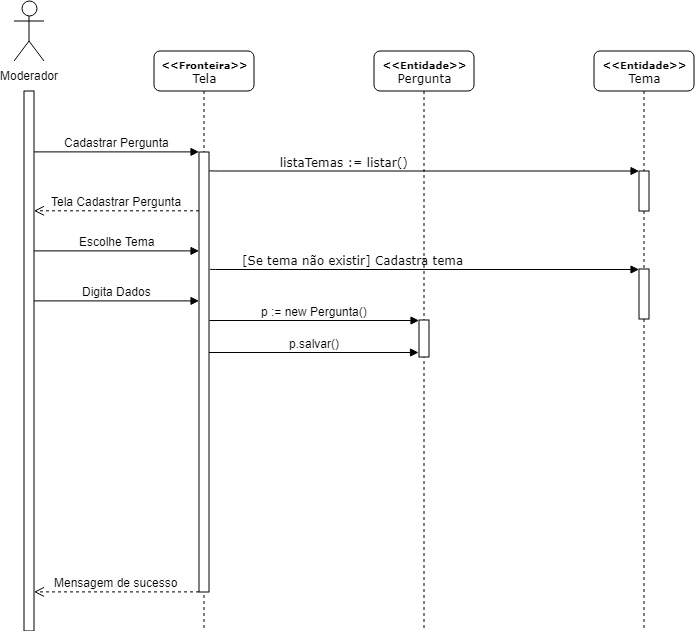 Moderador
<<Fronteira>>
Tela
<<Entidade>>
Pergunta
<<Entidade>>
Tema
Cadastrar Pergunta
listaTemas := listar()
Tela Cadastrar Pergunta
Escolhe Tema
[Se tema não existir] Cadastra tema
Digita Dados
p := new Pergunta()
p.salvar()
Mensagem de sucesso